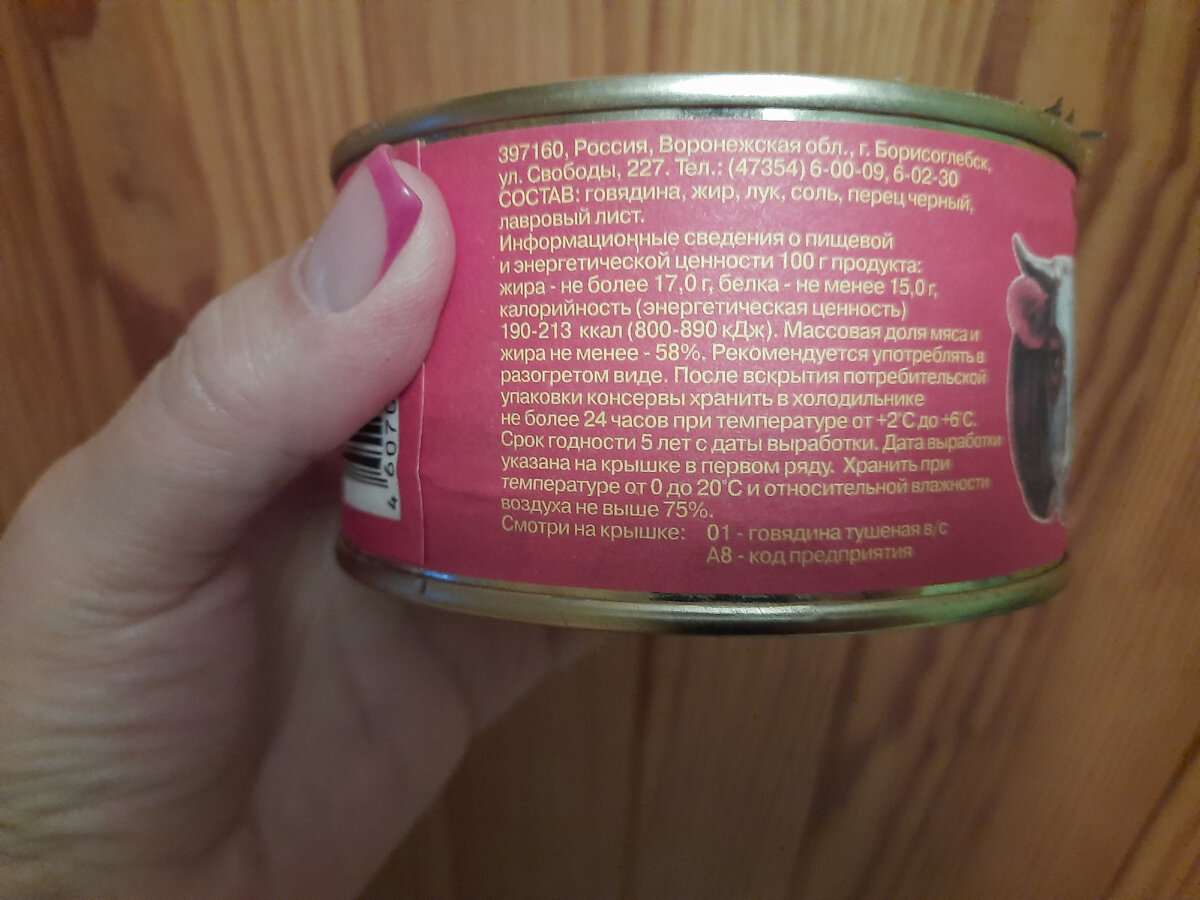 397160, Россия, Воронежская обл., г. Борисоглебск,
ул. Свободы, 227. Тел.: (47354) 6-00-09, 6-02-30
СОСТАВ: говядина, жир, лук, соль, перец черный,
лавровый лист.
Информационные сведения о пищевой
и энергетической ценности 100 г продукта:
жира - не более 17,0 г, белка - не менее 15,0 г,
калорийность (энергетическая ценность)
190-213 ккал (800-890 кДж). Массовая доля мяса и
жира не менее - 58%. Рекомендуется употреблять в
разогретом виде. После вскрытия потребительской
упаковки консервы хранить в холодильнике
не более 24 часов при температуре от +2°С до +6°С.
Срок годности 5 лет с даты выработки. Дата выработки
указана на крышке в первом ряду. Хранить при
температуре от 0 до 20°С и относительной влажности
воздуха не выше 75%.
Смотри на крышке: 01 - говядина тушеная в/с
А8 - код предприятия
4 607